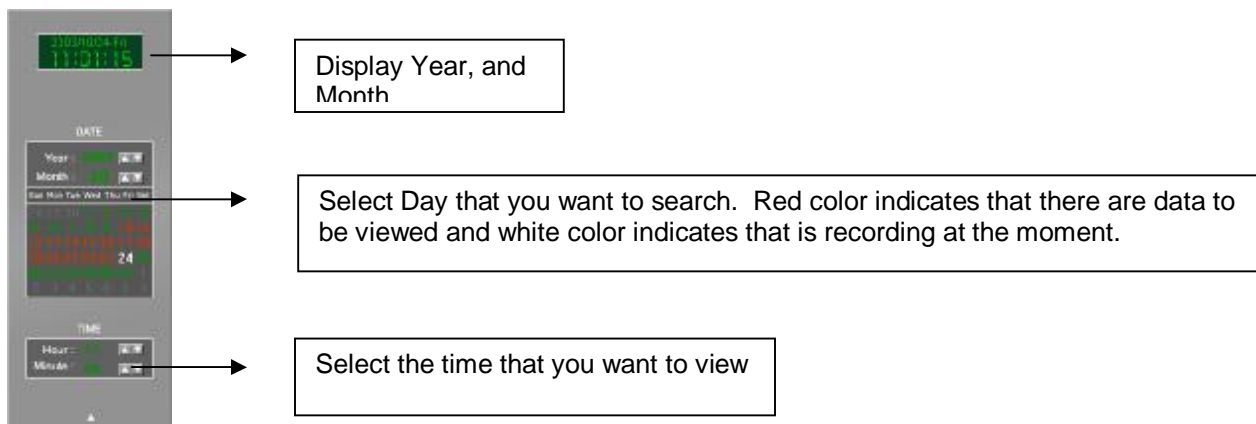 11:01:15
Display Year, and
Month
DATE
Year :
Month :
Sun Mon Tue Wed Thu Fri Sat
Select Day that you want to search. Red color indicates that there are data to
be viewed and white color indicates that is recording at the moment.
24
TIME
Hour :
Minute :
Select the time that you want to view